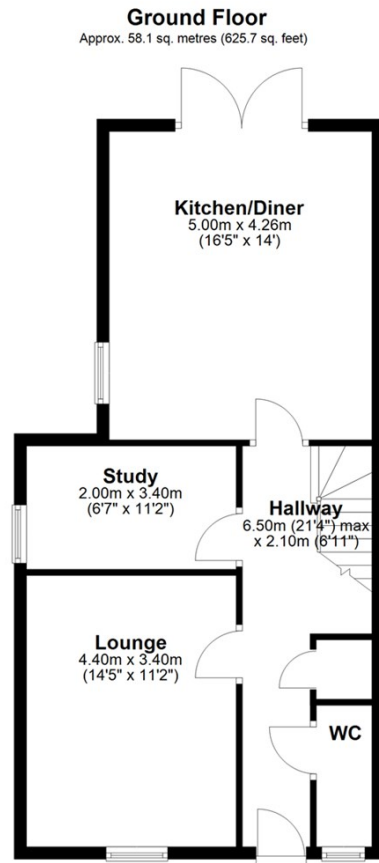 Ground Floor
Approx. 58.1 sq. metres (625.7 sq. feet)
Kitchen/Diner
5.00m x 4.26m
(16'5" x 14')
Study
2.00m x 3.40m
(6'7" x 11'2")
Hallway
6.50m (21'4") max
x 2.10m (6'11")
Lounge
4.40m x 3.40m
(14'5" x 11'2")
WC